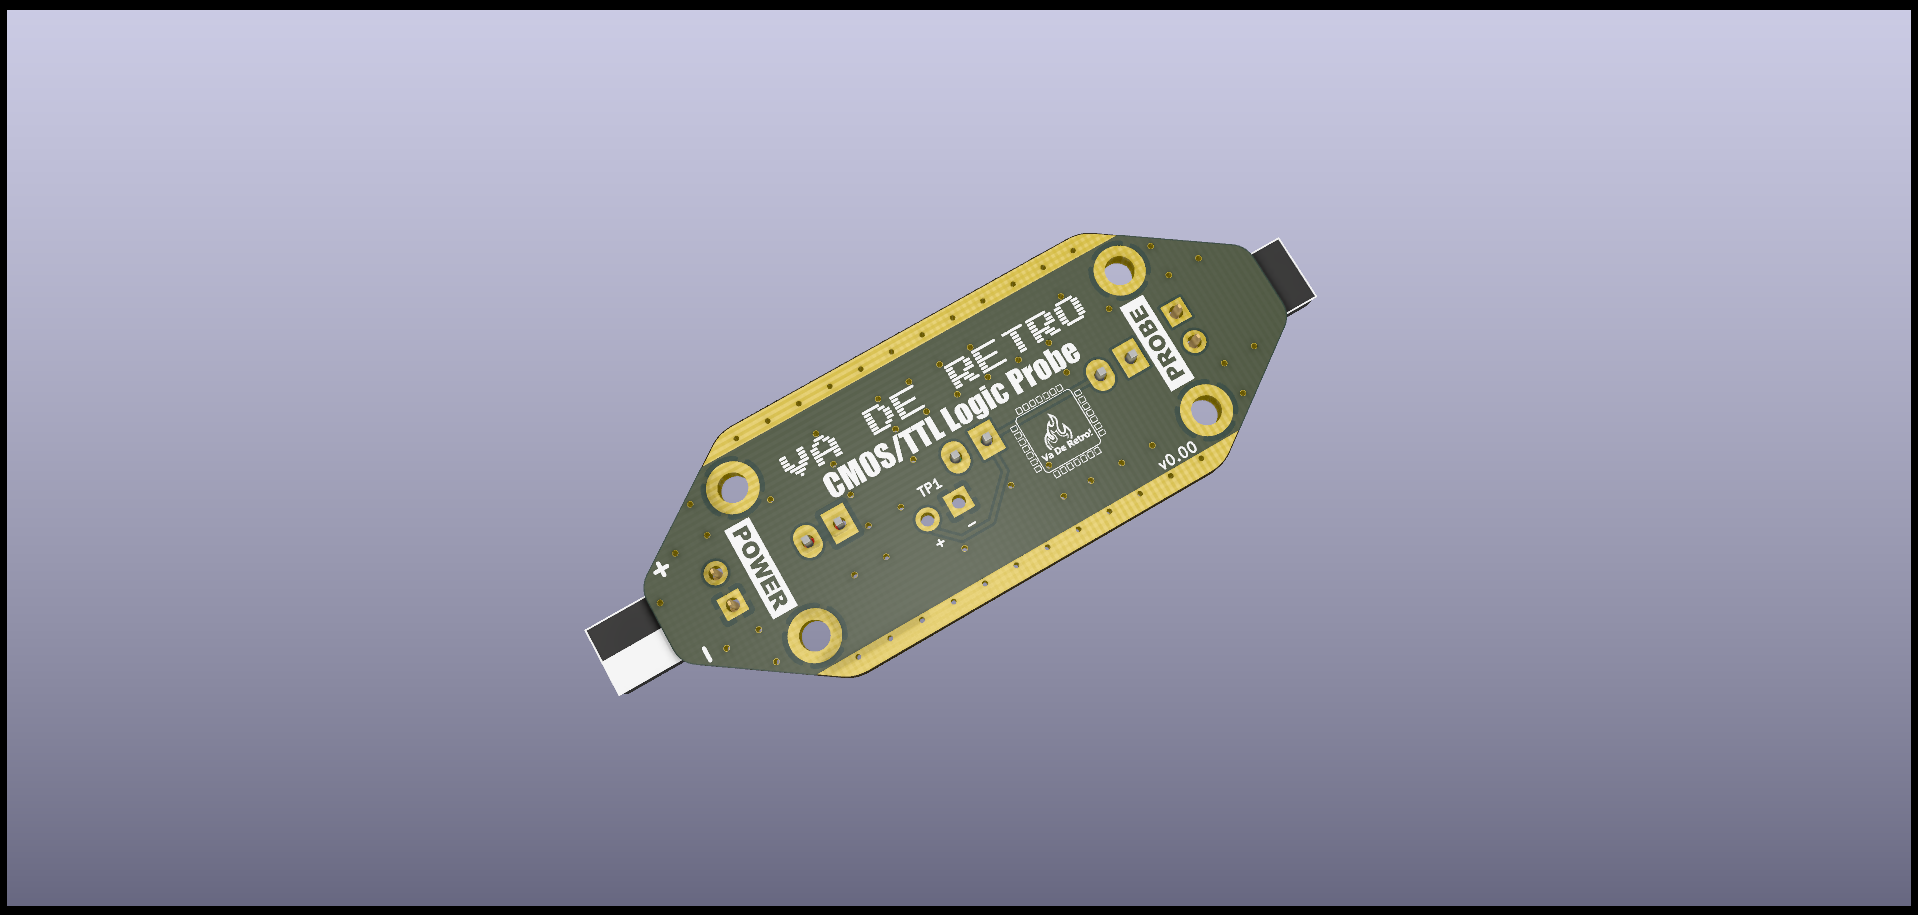 VA DE RETRO
CMOS/TTL Logic Probe
PROBE
Va De Retro!
v0.00
TP1
- 
+
POWER
+
-